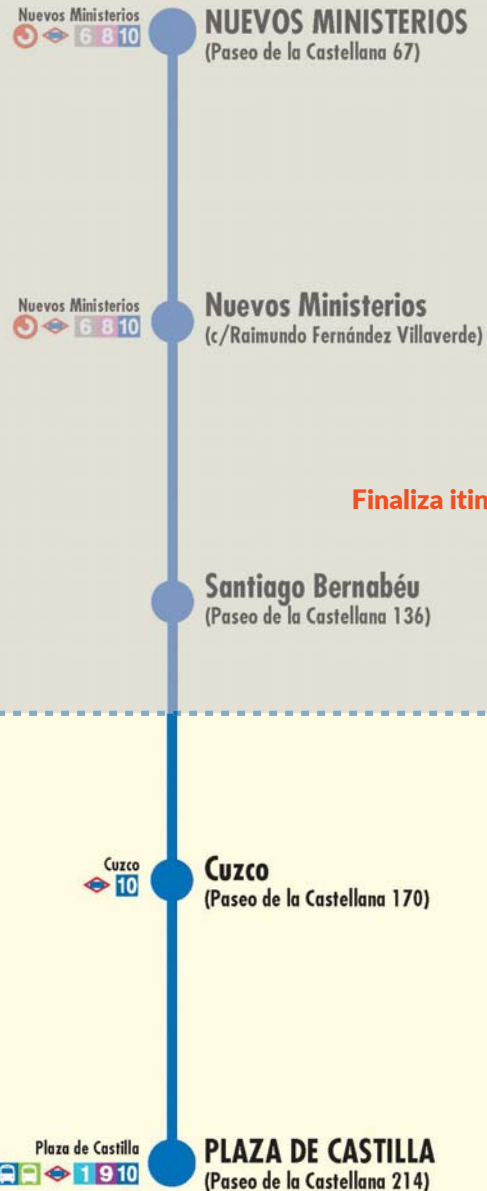 Nuevos Ministerios
6 8 10
NUEVOS MINISTERIOS
(Paseo de la Castellana 67)
Nuevos Ministerios
6 8 10
Nuevos Ministerios
(c/Raimundo Fernández Villaverde)
Finaliza itin
Santiago Bernabéu
(Paseo de la Castellana 136)
Cuzco
10
Cuzco
(Paseo de la Castellana 170)
Plaza de Castilla
1 9 10
PLAZA DE CASTILLA
(Paseo de la Castellana 214)